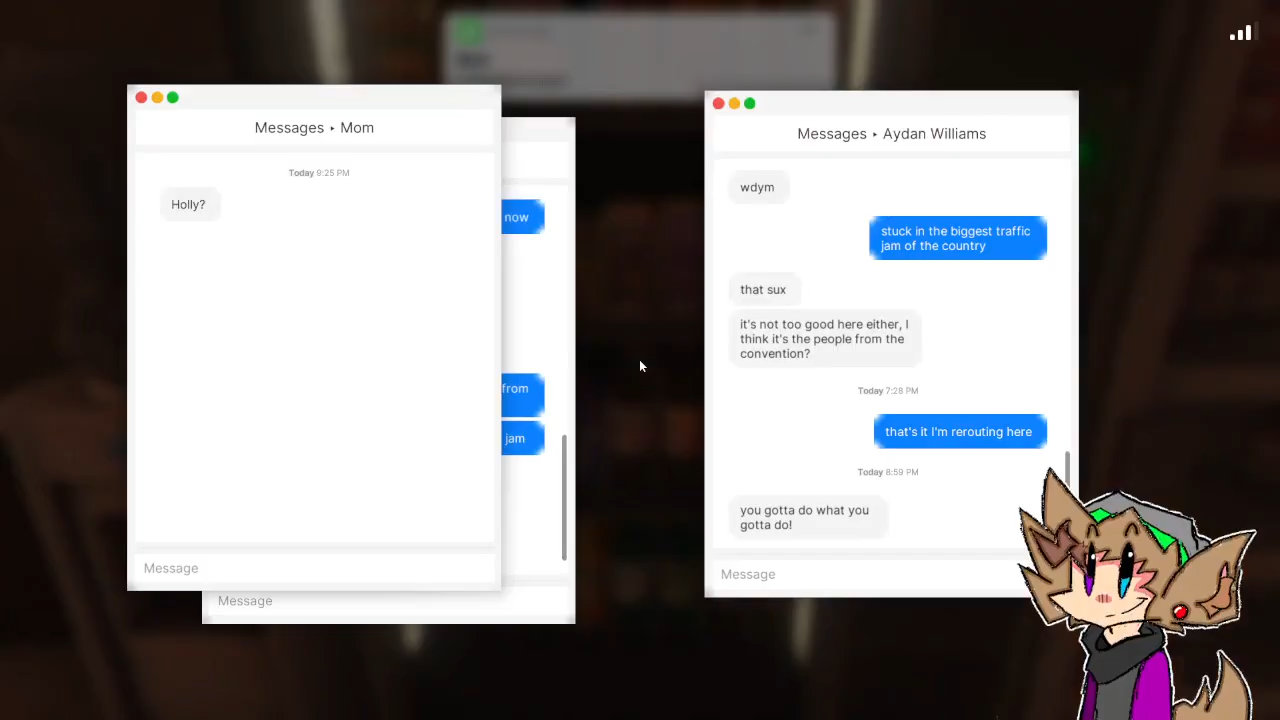 Messages ▸ Mom
Today 9:25 PM
Holly?
Message
now
from
jam
Message
Messages ▸ Aydan Williams
wdym
stuck in the biggest traffic
jam of the country
that sux
it's not too good here either, I
think it's the people from the
convention?
Today 7:28 PM
that's it I'm rerouting here
Today 8:59 PM
you gotta do what you
gotta do!
Message